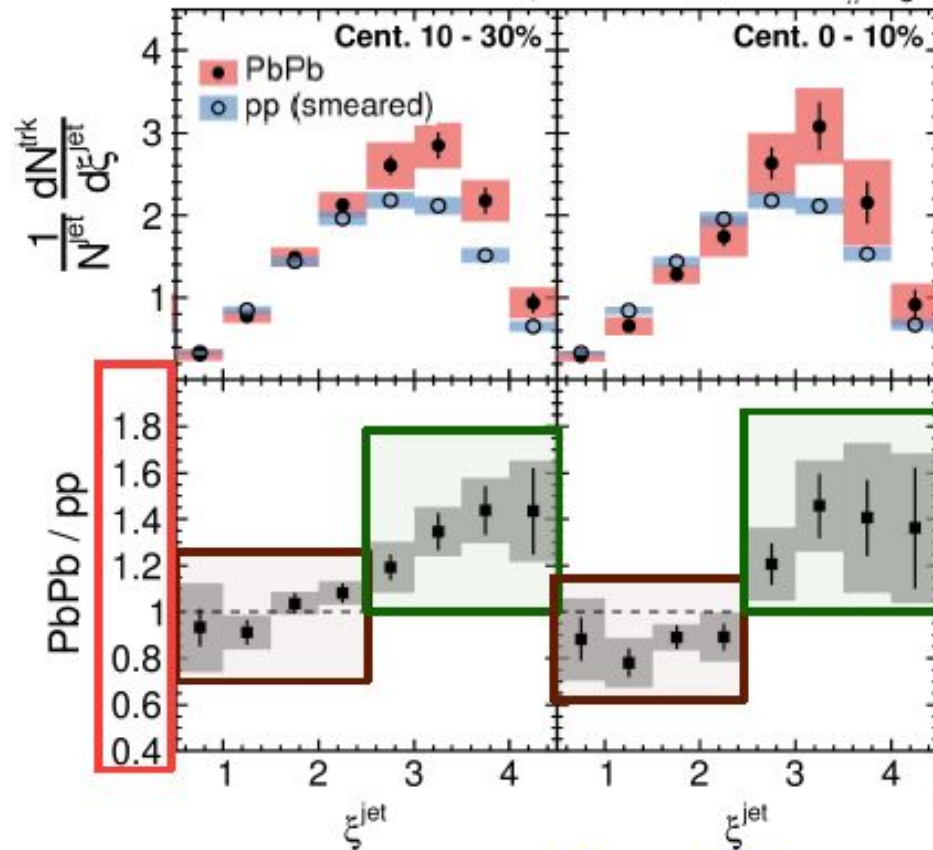 Cent. 10 - 30%
Cent. 0 - 10%
PbPb
pp (smeared)
1 dN^trk
N^jet dξ^jet
4
3
2
1
PbPb / pp
1.8
1.6
1.4
1.2
1
0.8
0.6
0.4
1 2 3 4
1 2 3 4
ξ^jet
ξ^jet